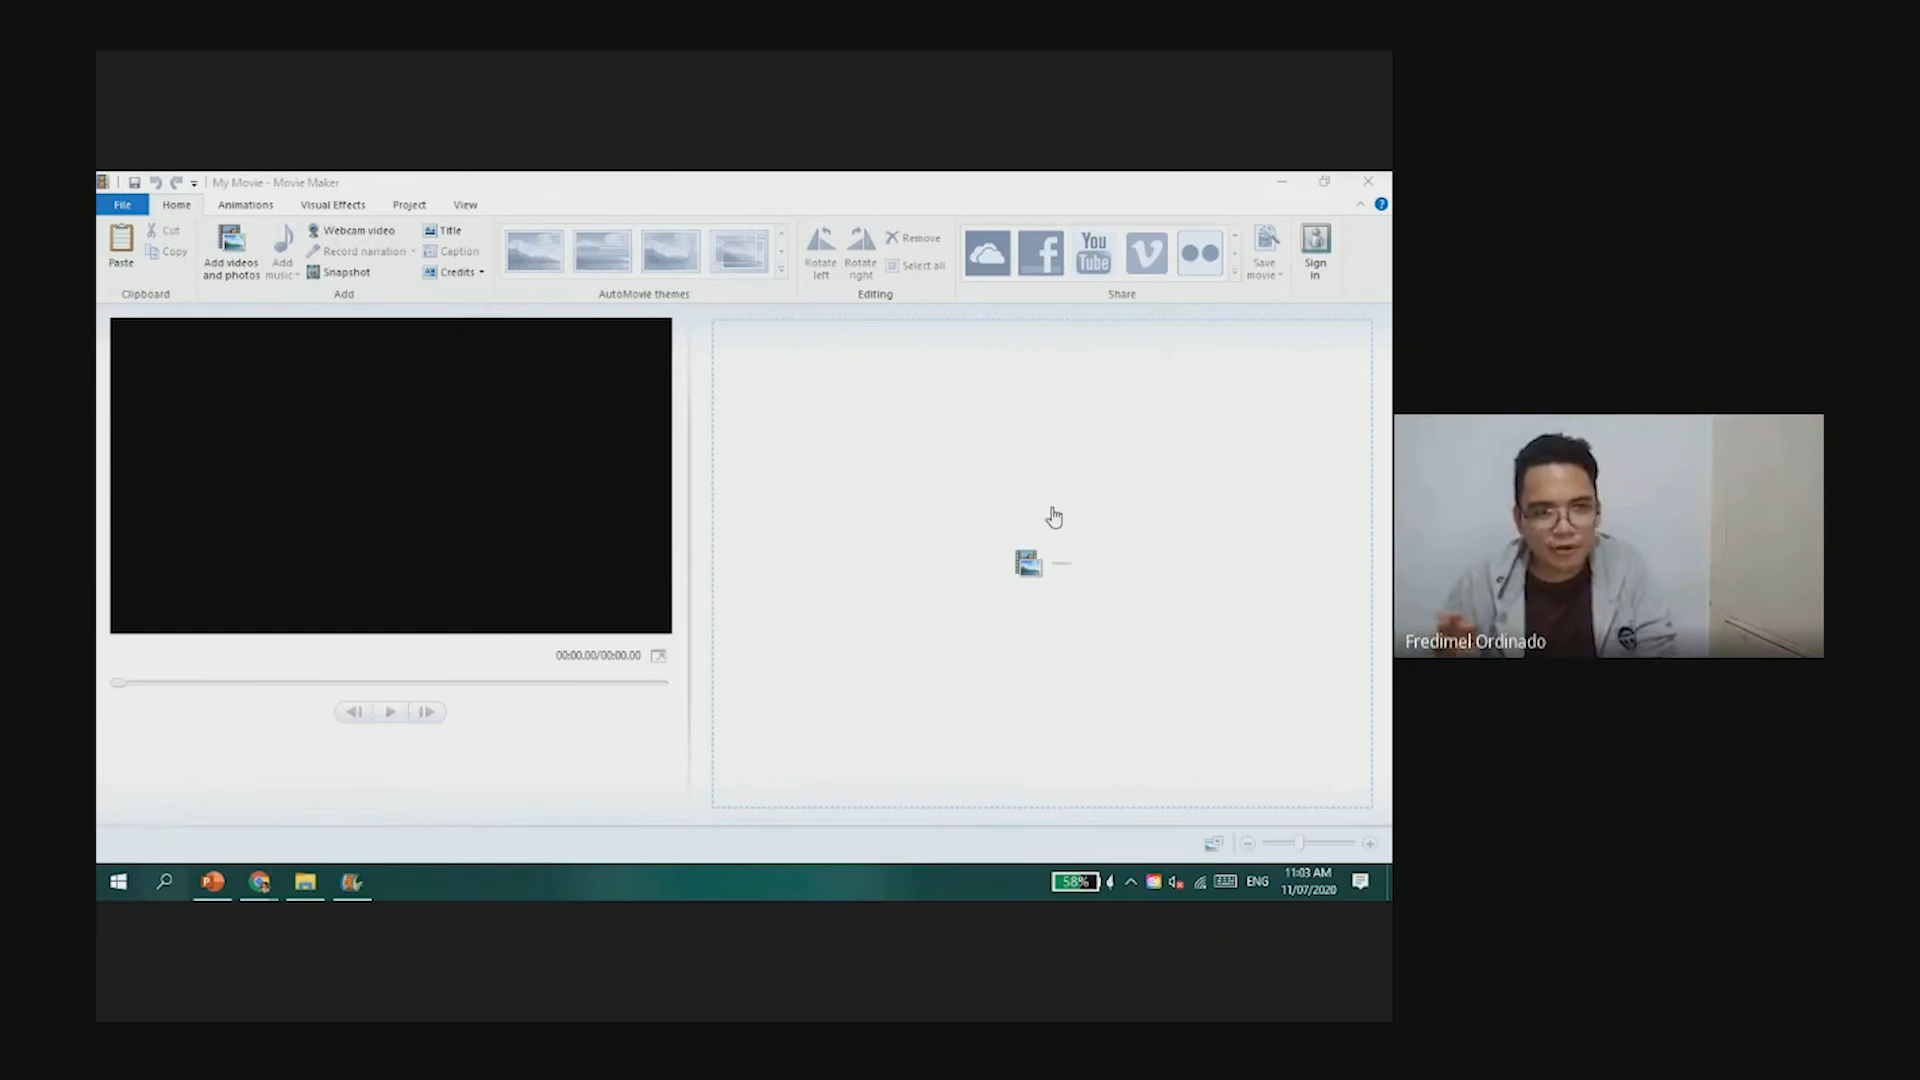 My Movie - Movie Maker
File Home Animations Visual Effects Project View
Paste
Cut
Copy
Clipboard
Add videos
and photos
Add
music
Webcam video
Record narration
Snapshot
Title
Caption
Credits
Add
AutoMovie themes
Rotate
left
Rotate
right
Remove
Select all
Editing
f
You
Tube
V
Share
Save
movie
Sign
in
00:00.00/00:00.00
Fredimel Ordinado
58%
ENG
11:03 AM
11/07/2020